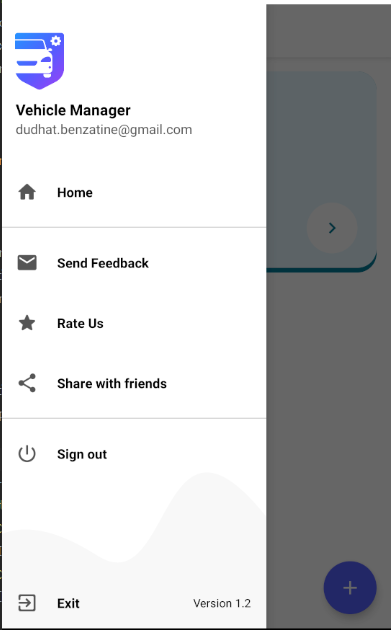 Vehicle Manager
dudhat.benzatine@gmail.com
Home
Send Feedback
Rate Us
Share with friends
Sign out
Exit
Version 1.2